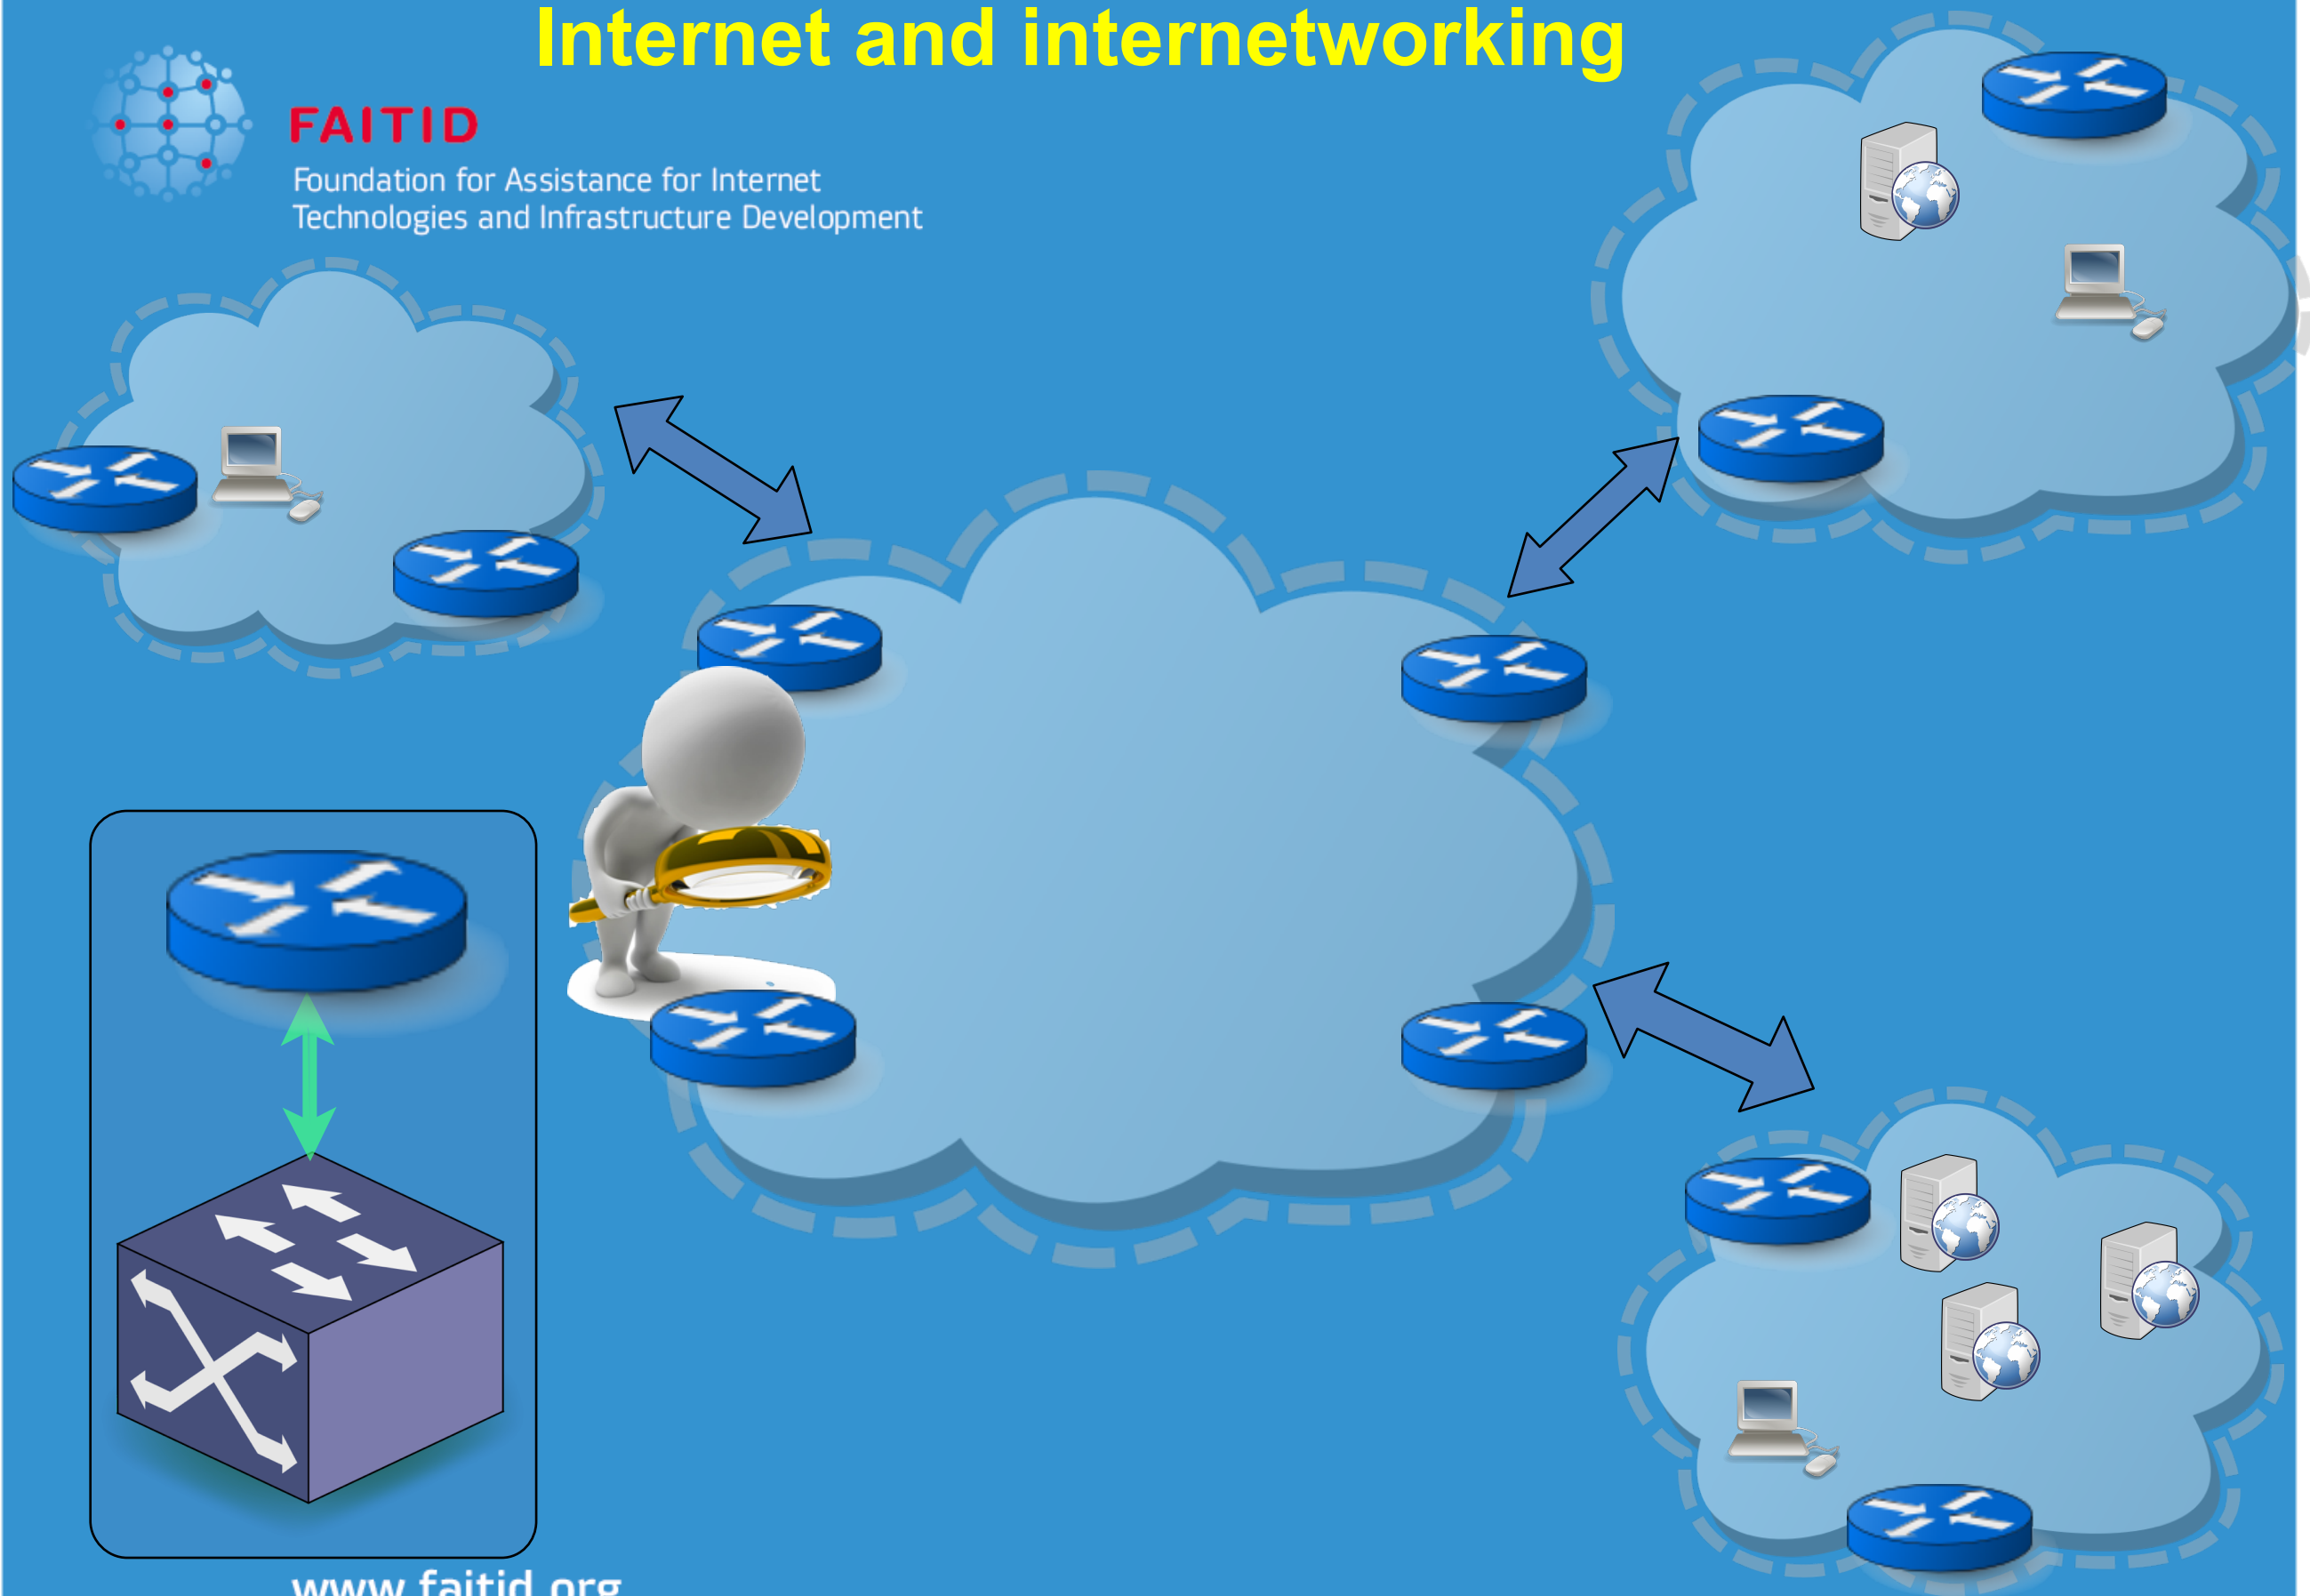 Internet and internetworking
FAITID
Foundation for Assistance for Internet
Technologies and Infrastructure Development
www.faitid.org